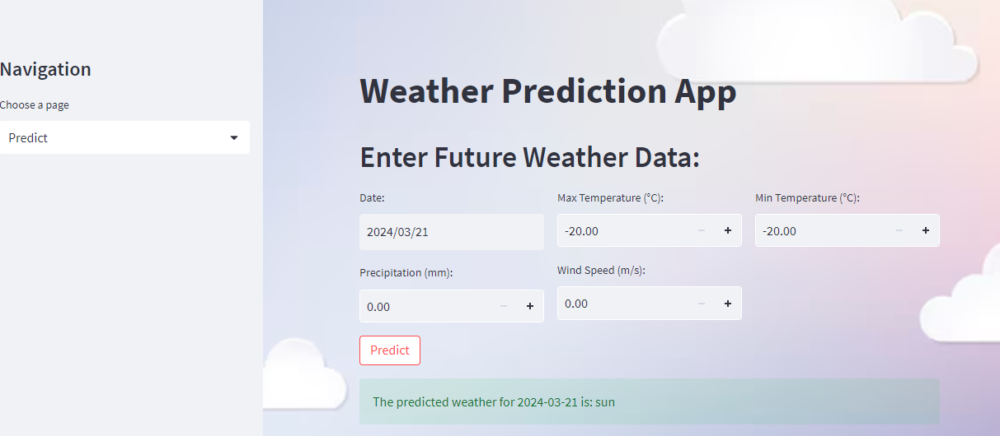 Navigation
Choose a page
Predict
Weather Prediction App
Enter Future Weather Data:
Date:
2024/03/21
Max Temperature (°C):
-20.00
Min Temperature (°C):
-20.00
Precipitation (mm):
0.00
Wind Speed (m/s):
0.00
Predict
The predicted weather for 2024-03-21 is: sun